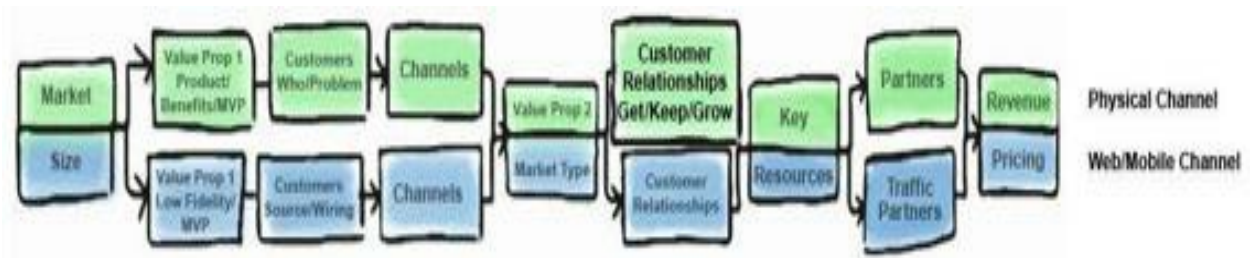 Market
Size
Value Prop 1
Product/
Benefits/MVP
Customers
Who/Problem
Channels
Value Prop 1
Low Fidelity/
MVP
Customers
Source/Wiring
Channels
Value Prop 2
Market Type
Customer
Relationships
Get/Keep/Grow
Customer
Relationships
Key
Resources
Partners
Traffic
Partners
Revenue
Pricing
Physical Channel
Web/Mobile Channel